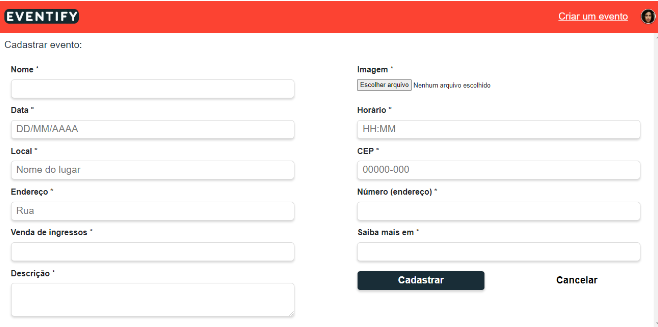 EVENTIFY
Criar um evento
Cadastrar evento:
Nome *
Imagem *
Escolher arquivo Nenhum arquivo escolhido
Data *
Horário *
DD/MM/AAAA
HH:MM
Local *
CEP *
Nome do lugar
00000-000
Endereço *
Número (endereço) *
Rua
Venda de ingressos *
Saiba mais em *
Descrição *
Cadastrar
Cancelar